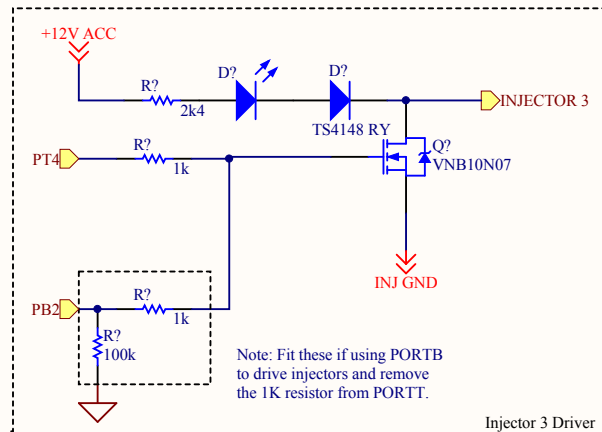 +12V ACC
R?
2k4
D?
D?
TS4148 RY
INJECTOR 3
PT4
R?
1k
Q?
VNB10N07
INJ GND
PB2
R?
1k
R?
100k
Note: Fit these if using PORTB
to drive injectors and remove
the 1K resistor from PORTT.
Injector 3 Driver